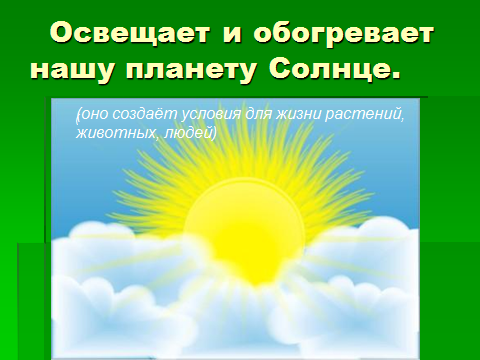 Освещает и обогревает
нашу планету Солнце.
(оно создаёт условия для жизни растений,
животных, людей)